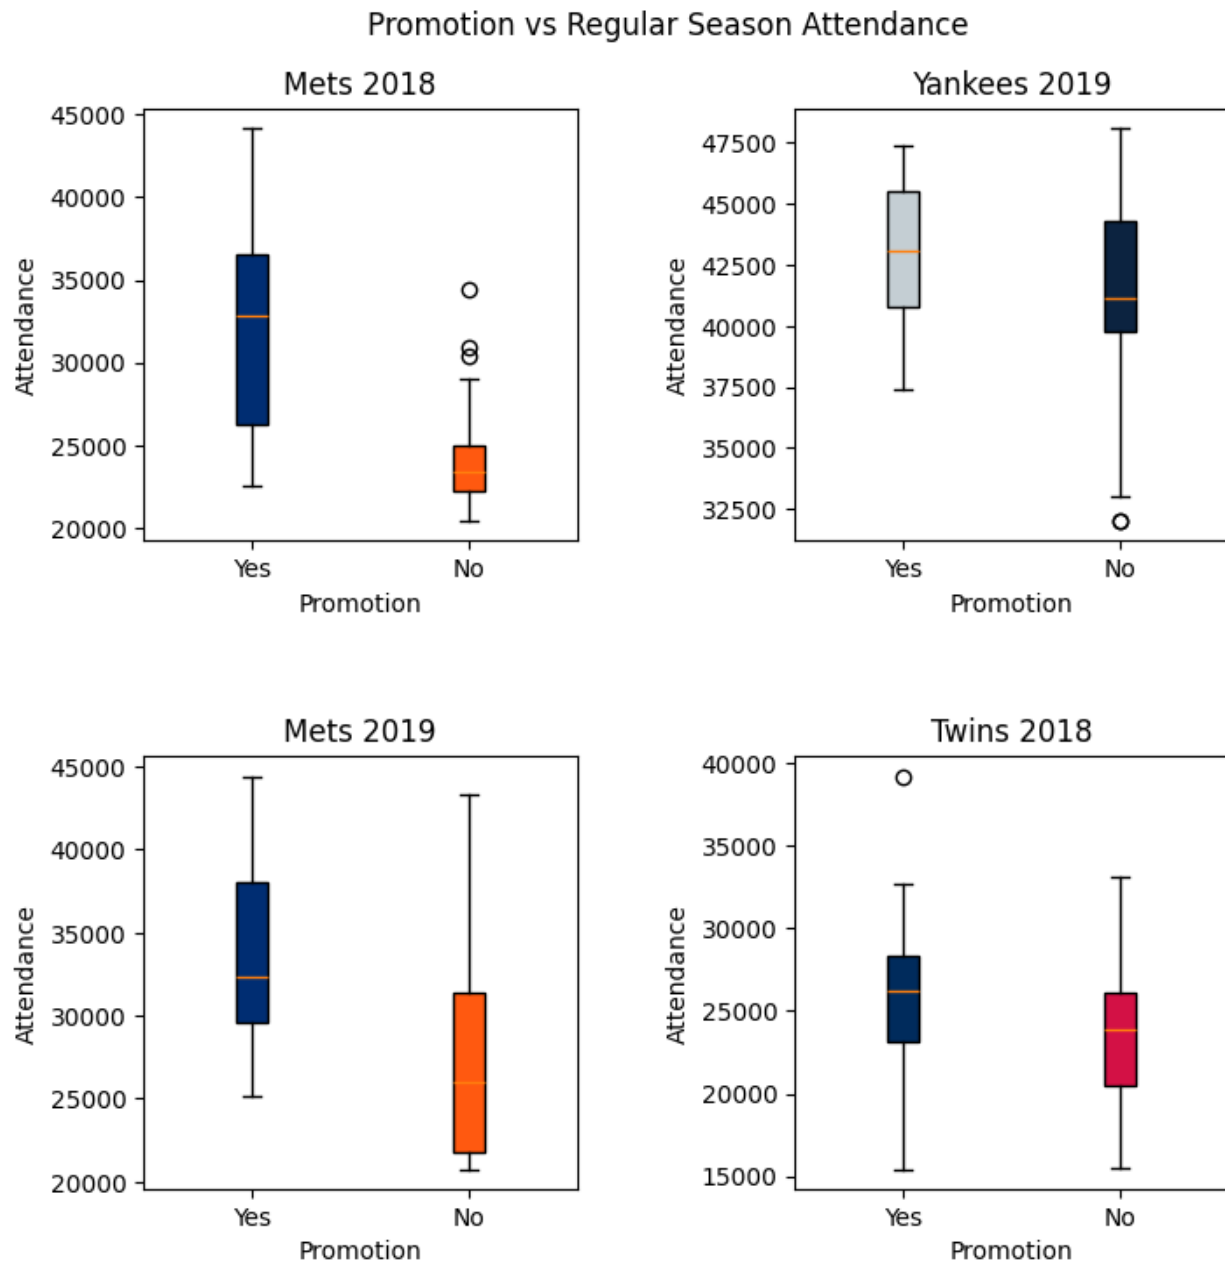 Promotion vs Regular Season Attendance
Mets 2018
45000
40000
35000
30000
25000
20000
Attendance
Yes No
Promotion
Yankees 2019
47500
45000
42500
40000
37500
35000
32500
Attendance
Yes No
Promotion
Mets 2019
45000
40000
35000
30000
25000
20000
Attendance
Yes No
Promotion
Twins 2018
40000
35000
30000
25000
20000
15000
Attendance
Yes No
Promotion